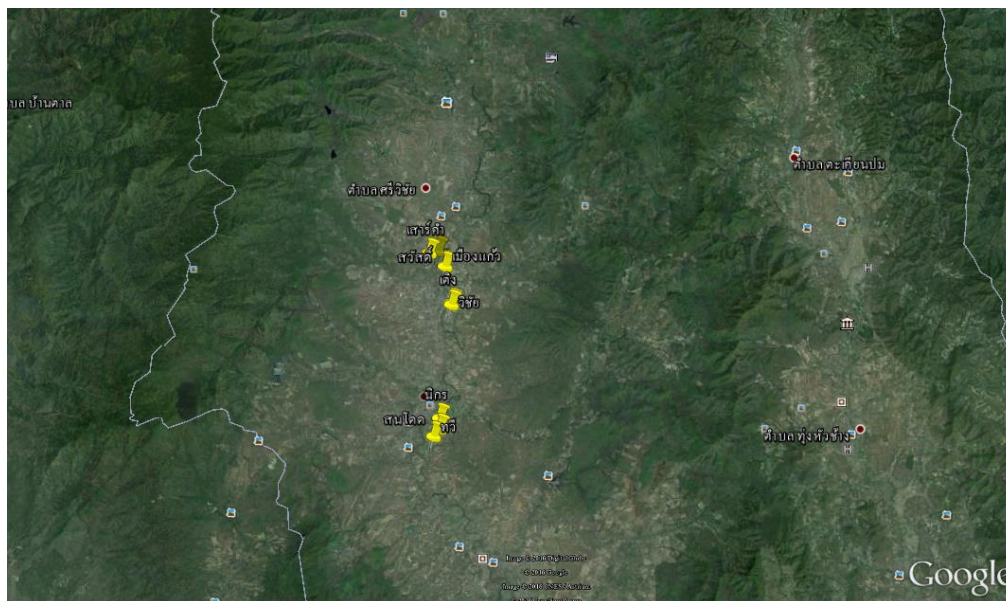 บล บ้านตาล
ตำบล ตะเคียนปม
ตำบล ศรีวิชัย
เสาร์คำ
สวัสดิ์
เมืองแก้ว
เต็ง
วิชัย
นิกร
สนโดด
ทวี
ตำบล ทุ่งหัวช้าง
H
H
© 2016 Google
Google